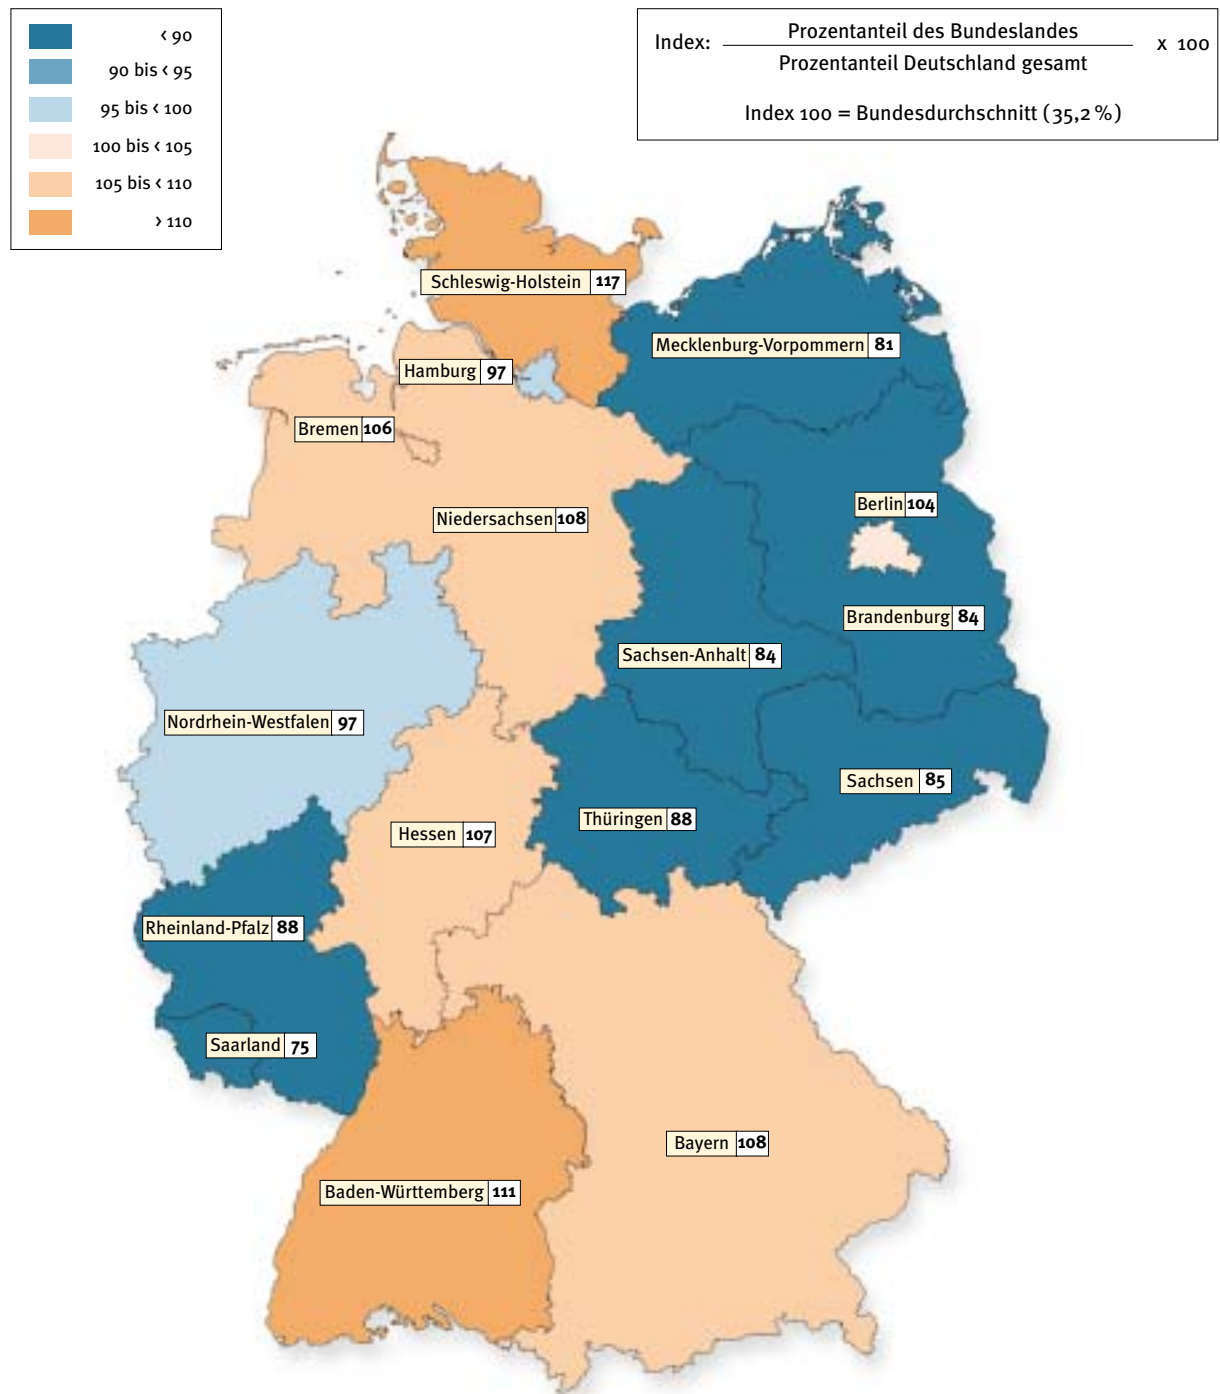 < 90
90 bis < 95
95 bis < 100
100 bis < 105
105 bis < 110
> 110
Index: Prozentanteil des Bundeslandes x 100
Prozentanteil Deutschland gesamt
Index 100 = Bundesdurchschnitt (35,2 %)
Schleswig-Holstein 117
Mecklenburg-Vorpommern 81
Hamburg 97
Bremen 106
Berlin 104
Niedersachsen 108
Brandenburg 84
Sachsen-Anhalt 84
Nordrhein-Westfalen 97
Sachsen 85
Thüringen 88
Hessen 107
Rheinland-Pfalz 88
Saarland 75
Bayern 108
Baden-Württemberg 111